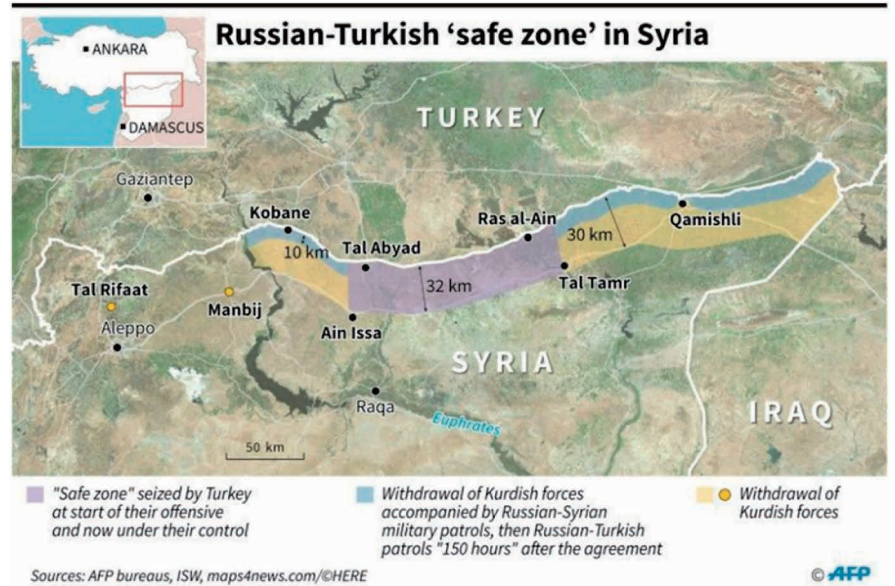 Russian-Turkish ‘safe zone’ in Syria
ANKARA
DAMASCUS
TURKEY
Gaziantep
Kobane
10 km
Tal Abyad
Ras al-Ain
30 km
Qamishli
32 km
Tal Tamr
Tal Rifaat
Manbij
Aleppo
Ain Issa
SYRIA
Raqa
Euphrates
IRAQ
50 km
"Safe zone" seized by Turkey
at start of their offensive
and now under their control
Withdrawal of Kurdish forces
accompanied by Russian-Syrian
military patrols, then Russian-Turkish
patrols "150 hours" after the agreement
Withdrawal of
Kurdish forces
Sources: AFP bureaus, ISW, maps4news.com/©HERE
© AFP